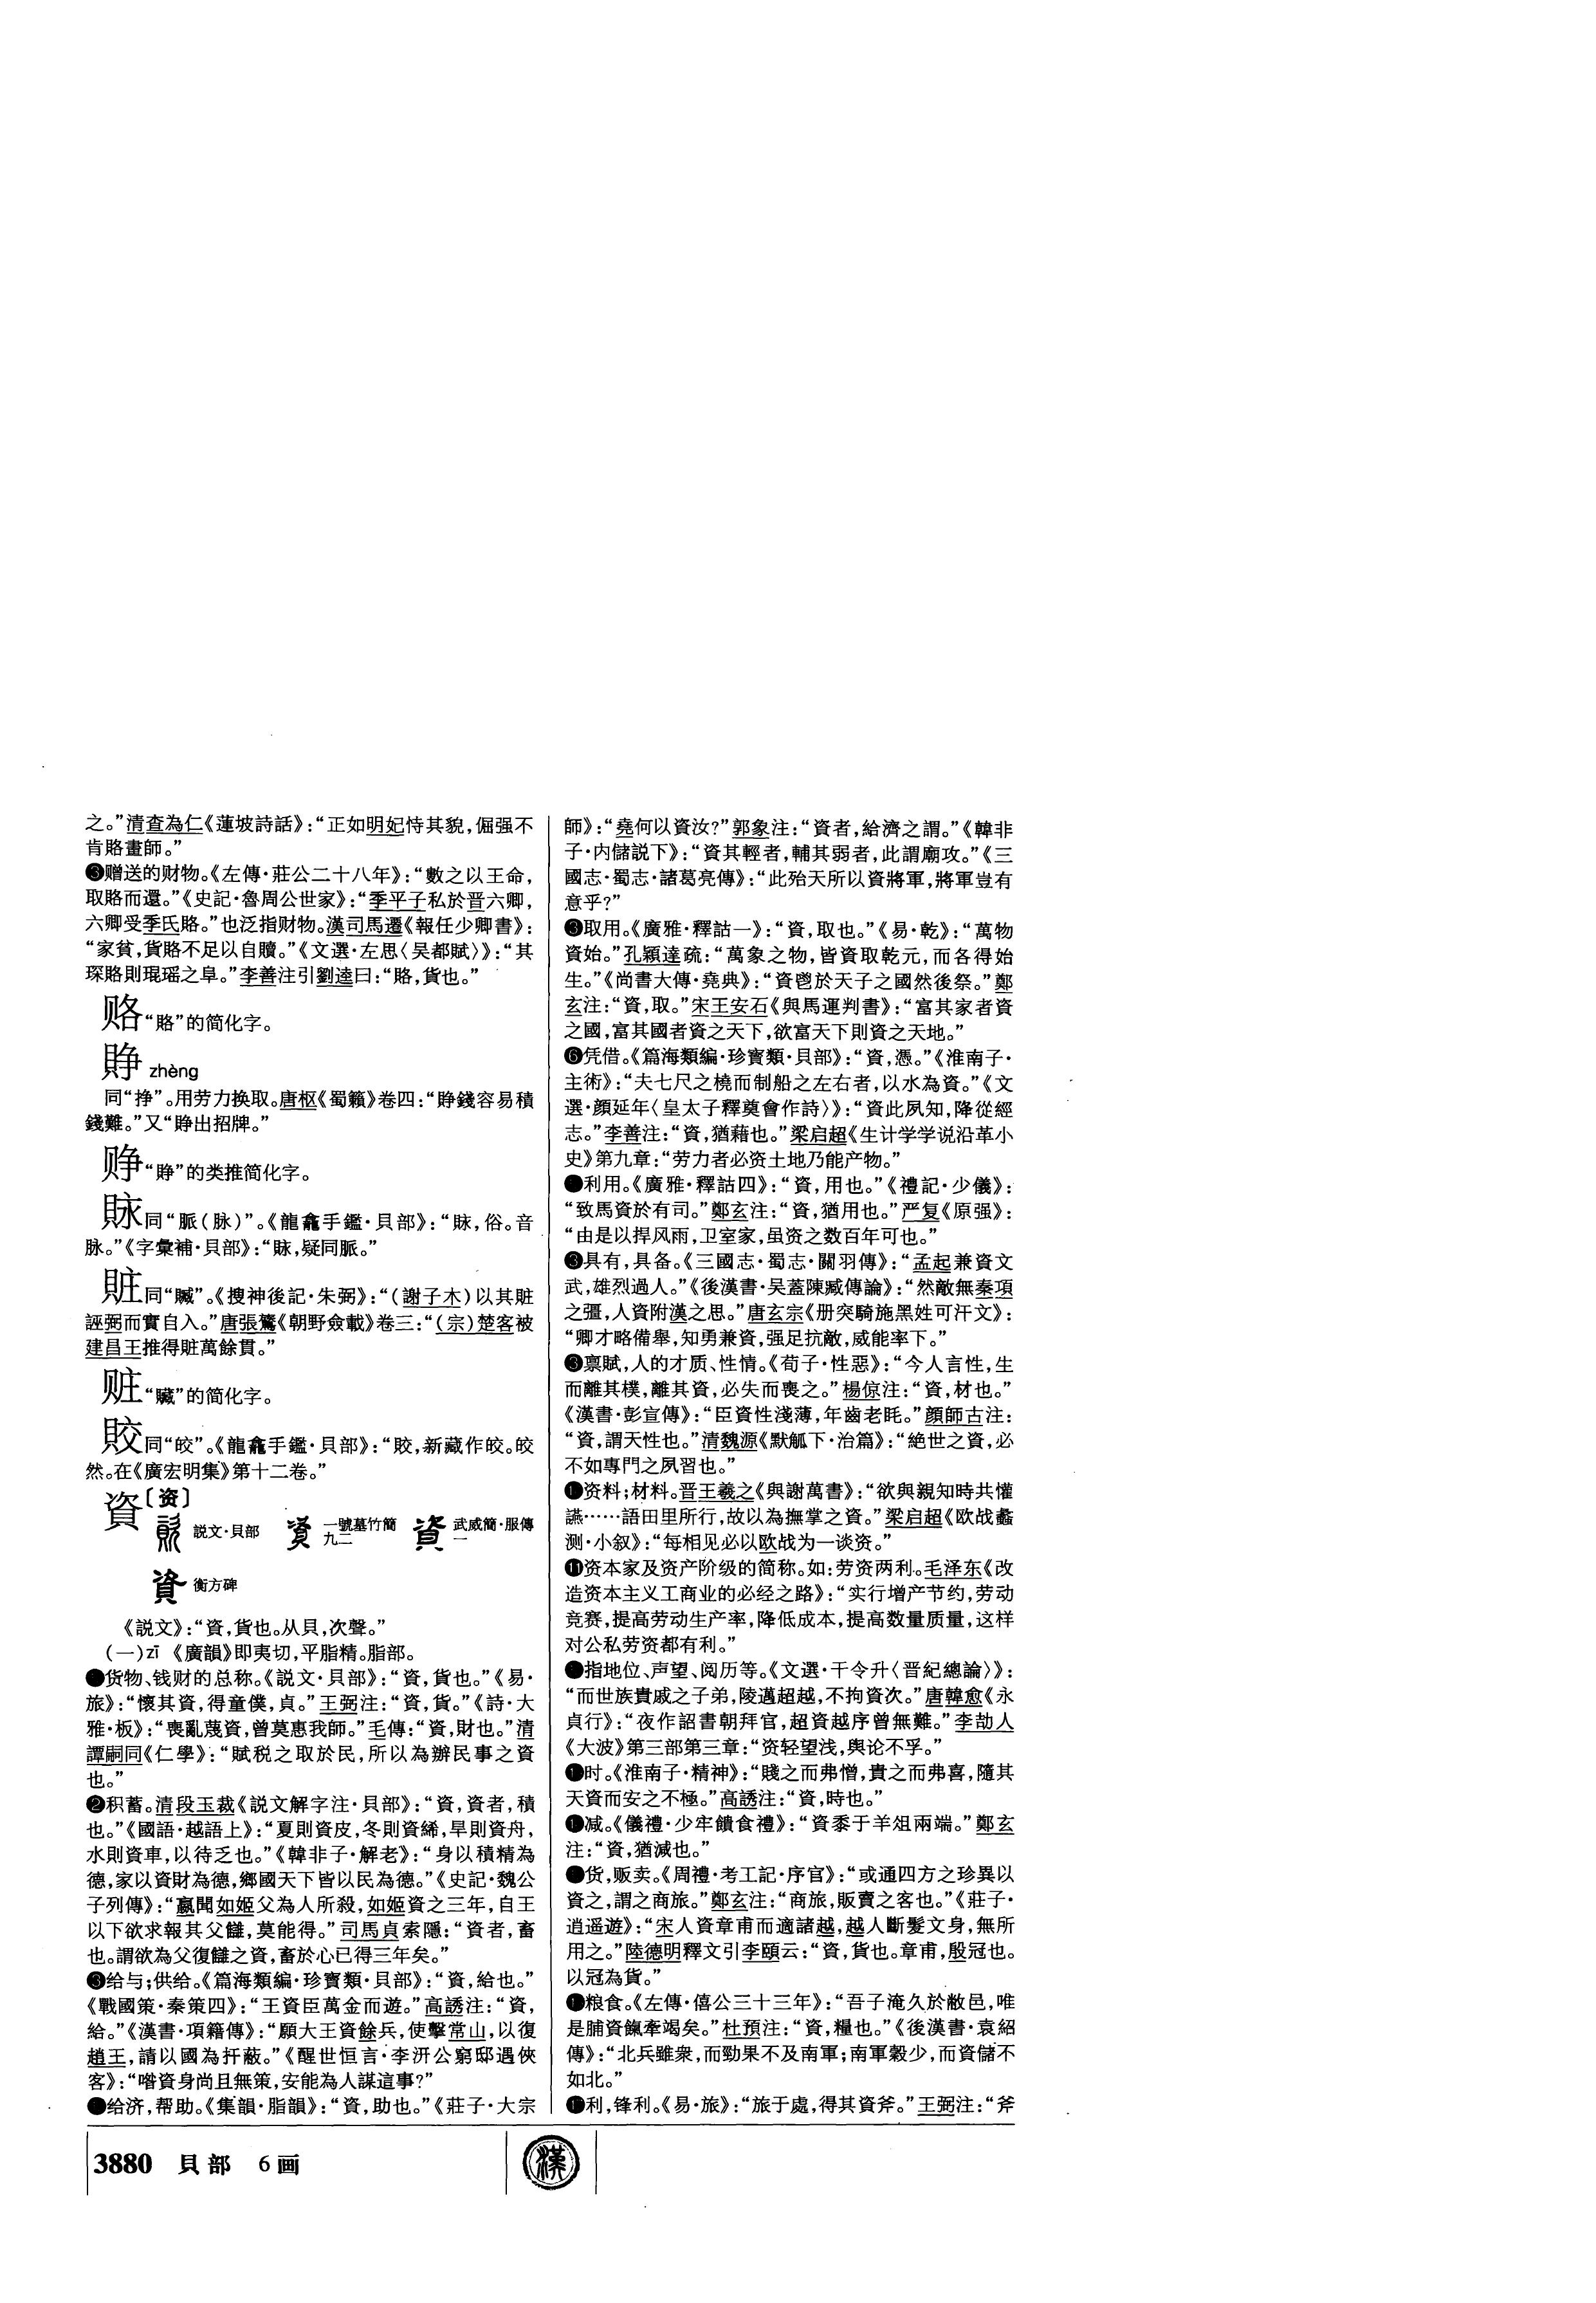 之。”清查為仁《蓮坡詩話》：“正如明妃恃其貌，倔强不
肯賂畫師。”
❸赠送的财物。《左傳·莊公二十八年》：“數之以王命，
取賂而還。”《史記·魯周公世家》：“季平子私於晋六卿，
六卿受季氏賂。”也泛指财物。漢司馬遷《報任少卿書》：
“家貧，貨賂不足以自贖。”《文選·左思〈吴都賦〉》：“其
琛賂則琨瑶之阜。”李善注引劉逵曰：“賂，貨也。”
赂“賂”的简化字。
睁 zhèng
同“挣”。用劳力换取。唐枢《蜀籟》卷四：“賺錢容易積
錢難。”又“出招牌。”
“”的类推简化字。
同“脈（脉）”。《龍龕手鑑·貝部》：“，俗。音
脉。”《字彙補·貝部》：“，疑同脈。”
賍同“贓”。《搜神後記·朱弼》：“（謝子木）以其賍
誣弼而實自入。”唐張鷟《朝野僉載》卷三：“（宗）楚客被
建昌王推得賍萬餘貫。”
赃“贜”的简化字。
賋同“皎”。《龍龕手鑑·貝部》：“，新藏作皎。皎
然。在《廣宏明集》第十二卷。”
資〔资〕
説文·貝部 一號墓竹簡九二 武威簡·服傳一
衡方碑
《説文》：“資，貨也。从貝，次聲。”
（一）zī 《廣韻》即夷切，平脂精。脂部。
●货物、钱财的总称。《説文·貝部》：“資，貨也。”《易·
旅》：“懷其資，得童僕，貞。”王弼注：“資，貨。”《詩·大
雅·板》：“喪亂蔑資，曾莫惠我師。”毛傳：“資，財也。”清
譚嗣同《仁學》：“賦税之取於民，所以為辦民事之資
也。”
❷积蓄。清段玉裁《説文解字注·貝部》：“資，資者，積
也。”《國語·越語上》：“夏則資皮，冬則資絺，旱則資舟，
水則資車，以待乏也。”《韓非子·解老》：“身以積精為
德，家以資財為德，鄉國天下皆以民為德。”《史記·魏公
子列傳》：“嬴聞如姬父為人所殺，如姬資之三年，自王
以下欲求報其父讎，莫能得。”司馬貞索隱：“資者，畜
也。謂欲為父復讎之資，畜於心已得三年矣。”
❸给与；供给。《篇海類編·珍寶類·貝部》：“資，給也。”
《戰國策·秦策四》：“王資臣萬金而遊。”高誘注：“資，
給。”《漢書·項籍傳》：“願大王資餘兵，使擊常山，以復
趙王，請以國為扞蔽。”《醒世恒言·李汧公窮邸遇俠
客》：“喒資身尚且無策，安能為人謀這事？”
●给济，帮助。《集韻·脂韻》：“資，助也。”《莊子·大宗
師》：“堯何以資汝？”郭象注：“資者，給濟之謂。”《韓非
子·内儲説下》：“資其輕者，輔其弱者，此謂廟攻。”《三
國志·蜀志·諸葛亮傳》：“此殆天所以資將軍，將軍豈有
意乎？”
❸取用。《廣雅·釋詁一》：“資，取也。”《易·乾》：“萬物
資始。”孔穎達疏：“萬象之物，皆資取乾元，而各得始
生。”《尚書大傳·堯典》：“資鬯於天子之國然後祭。”鄭
玄注：“資，取。”宋王安石《與馬運判書》：“富其家者資
之國，富其國者資之天下，欲富天下則資之天地。”
❻凭借。《篇海類編·珍寶類·貝部》：“資，憑。”《淮南子·
主術》：“夫七尺之橈而制船之左右者，以水為資。”《文
選·顔延年〈皇太子釋奠會作詩〉》：“資此夙知，降從經
志。”李善注：“資，猶藉也。”梁启超《生计学学说沿革小
史》第九章：“劳力者必资土地乃能产物。”
●利用。《廣雅·釋詁四》：“資，用也。”《禮記·少儀》：
“致馬資於有司。”鄭玄注：“資，猶用也。”严复《原强》：
“由是以捍风雨，卫室家，虽资之数百年可也。”
❸具有，具备。《三國志·蜀志·關羽傳》：“孟起兼資文
武，雄烈過人。”《後漢書·吴蓋陳臧傳論》：“然敵無秦項
之彊，人資附漢之思。”唐玄宗《册突騎施黑姓可汗文》：
“卿才略備舉，知勇兼資，强足抗敵，威能率下。”
❸禀賦，人的才质、性情。《荀子·性惡》：“今人言性，生
而離其樸，離其資，必失而喪之。”楊倞注：“資，材也。”
《漢書·彭宣傳》：“臣資性淺薄，年齒老眊。”顔師古注：
“資，謂天性也。”清魏源《默觚下·治篇》：“絶世之資，必
不如專門之夙習也。”
❶资料；材料。晋王羲之《與謝萬書》：“欲與親知時共懽
讌……語田里所行，故以為撫掌之資。”梁启超《欧战蠡
测·小叙》：“每相见必以欧战为一谈资。”
⓫资本家及资产阶级的简称。如：劳资两利。毛泽东《改
造资本主义工商业的必经之路》：“实行增产节约，劳动
竞赛，提高劳动生产率，降低成本，提高数量质量，这样
对公私劳资都有利。”
●指地位、声望、阅历等。《文選·干令升〈晋紀總論〉》：
“而世族貴戚之子弟，陵邁超越，不拘資次。”唐韓愈《永
貞行》：“夜作詔書朝拜官，超資越序曾無難。”李劼人
《大波》第三部第三章：“资轻望浅，舆论不孚。”
❶时。《淮南子·精神》：“賤之而弗憎，貴之而弗喜，隨其
天資而安之不極。”高誘注：“資，時也。”
❶减。《儀禮·少牢饋食禮》：“資黍于羊俎兩端。”鄭玄
注：“資，猶減也。”
●货，贩卖。《周禮·考工記·序官》：“或通四方之珍異以
資之，謂之商旅。”鄭玄注：“商旅，販賣之客也。”《莊子·
逍遥遊》：“宋人資章甫而適諸越，越人斷髮文身，無所
用之。”陸德明釋文引李頤云：“資，貨也。章甫，殷冠也。
以冠為貨。”
❶粮食。《左傳·僖公三十三年》：“吾子淹久於敝邑，唯
是脯資餼牽竭矣。”杜預注：“資，糧也。”《後漢書·袁紹
傳》：“北兵雖衆，而勁果不及南軍；南軍穀少，而資儲不
如北。”
❶利，锋利。《易·旅》：“旅于處，得其資斧。”王弼注：“斧
3880 貝部 6画
漢